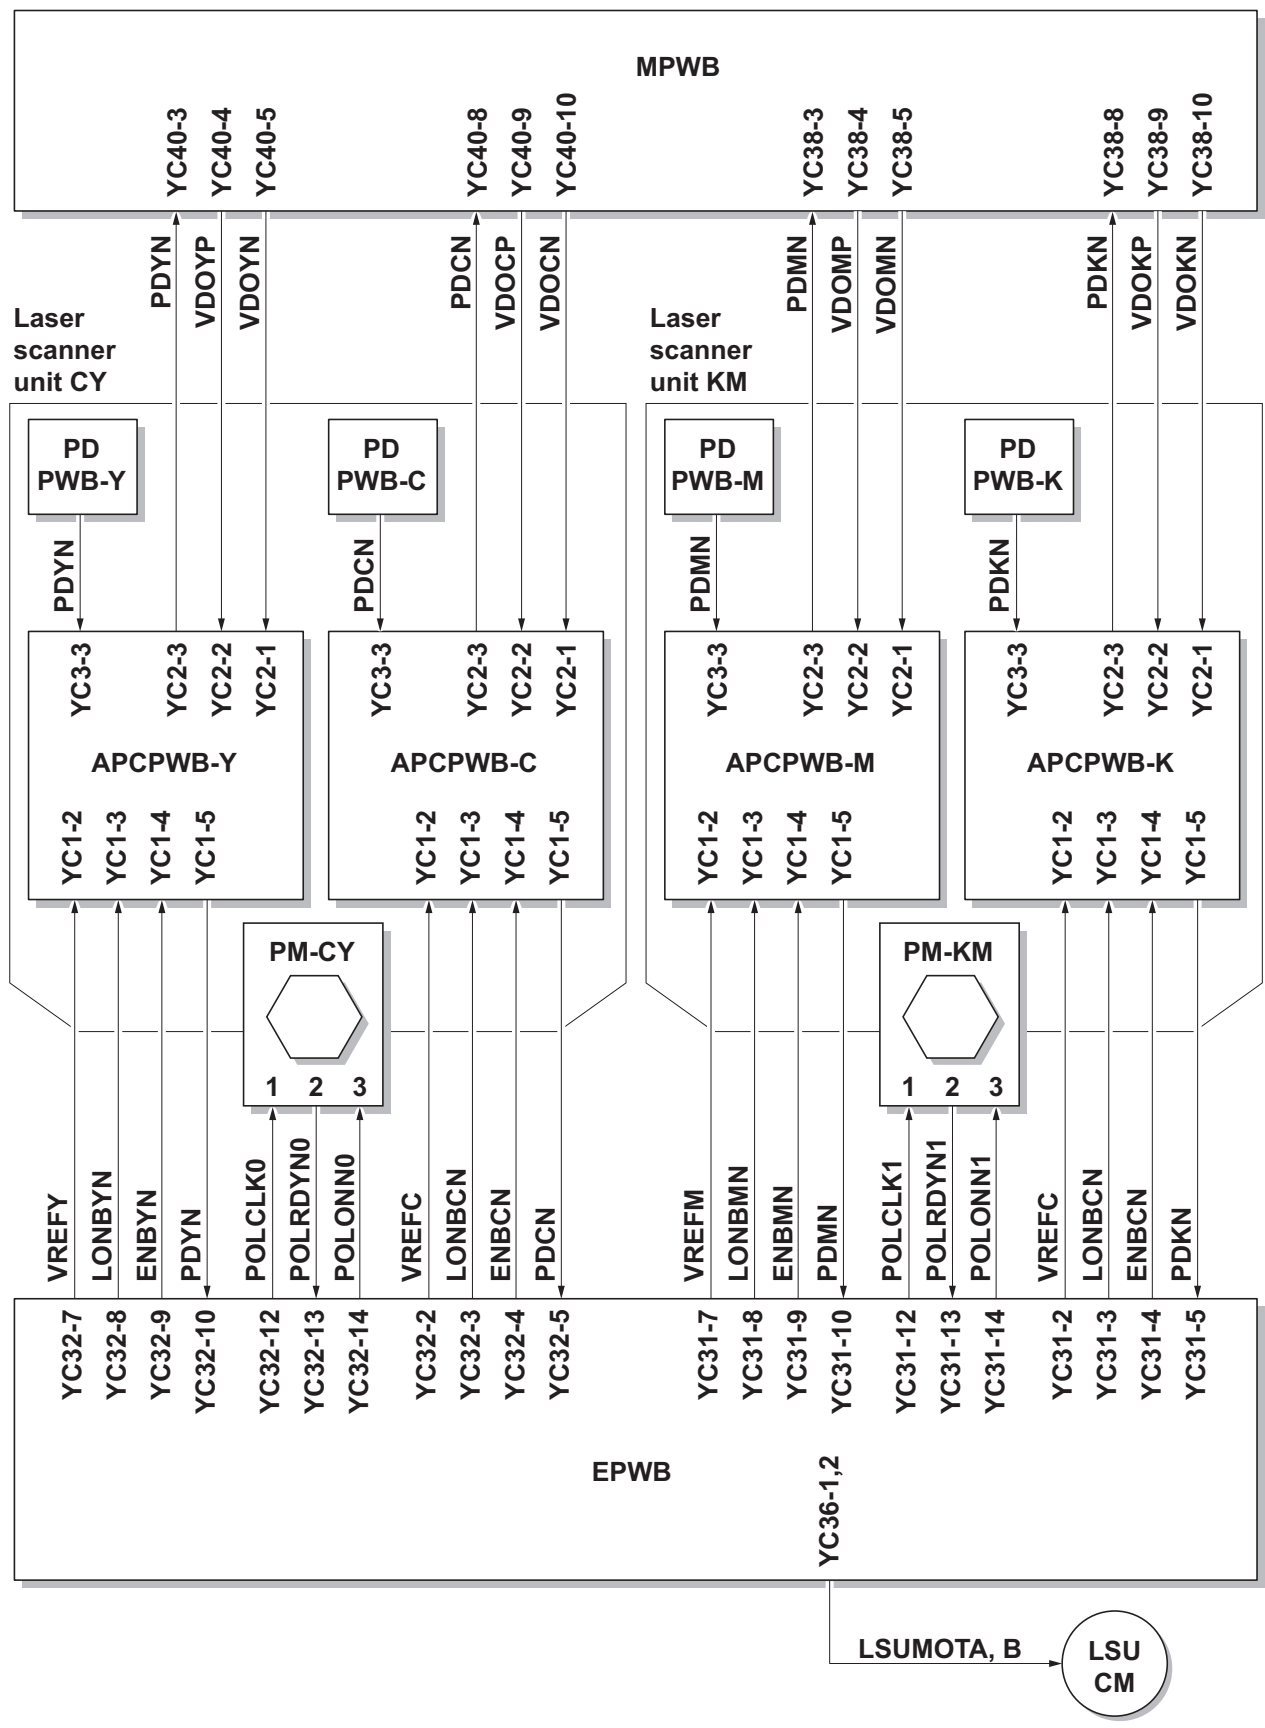 MPWB
YC40-3
YC40-4
YC40-5
YC40-8
YC40-9
YC40-10
YC38-3
YC38-4
YC38-5
YC38-8
YC38-9
YC38-10
PDYN
VDOYP
VDOYN
PDCN
VDOCP
VDOCN
PDMN
VDOMP
VDOMN
PDKN
VDOKP
VDOKN
Laser
scanner
unit CY
Laser
scanner
unit KM
PD
PWB-Y
PD
PWB-C
PD
PWB-M
PD
PWB-K
PDYN
PDCN
PDMN
PDKN
YC3-3
YC2-3
YC2-2
YC2-1
YC3-3
YC2-3
YC2-2
YC2-1
YC3-3
YC2-3
YC2-2
YC2-1
YC3-3
YC2-3
YC2-2
YC2-1
APCPWB-Y
APCPWB-C
APCPWB-M
APCPWB-K
YC1-2
YC1-3
YC1-4
YC1-5
YC1-2
YC1-3
YC1-4
YC1-5
YC1-2
YC1-3
YC1-4
YC1-5
YC1-2
YC1-3
YC1-4
YC1-5
PM-CY
1 2 3
PM-KM
1 2 3
VREFY
LONBYN
ENBYN
PDYN
POLCLK0
POLRDYN0
POLONN0
VREFC
LONBCN
ENBCN
PDCN
VREFM
LONBMN
ENBMN
PDMN
POLCLK1
POLRDYN1
POLONN1
VREFC
LONBCN
ENBCN
PDKN
YC32-7
YC32-8
YC32-9
YC32-10
YC32-12
YC32-13
YC32-14
YC32-2
YC32-3
YC32-4
YC32-5
YC31-7
YC31-8
YC31-9
YC31-10
YC31-12
YC31-13
YC31-14
YC31-2
YC31-3
YC31-4
YC31-5
EPWB
YC36-1,2
LSUMOTA, B
LSU
CM